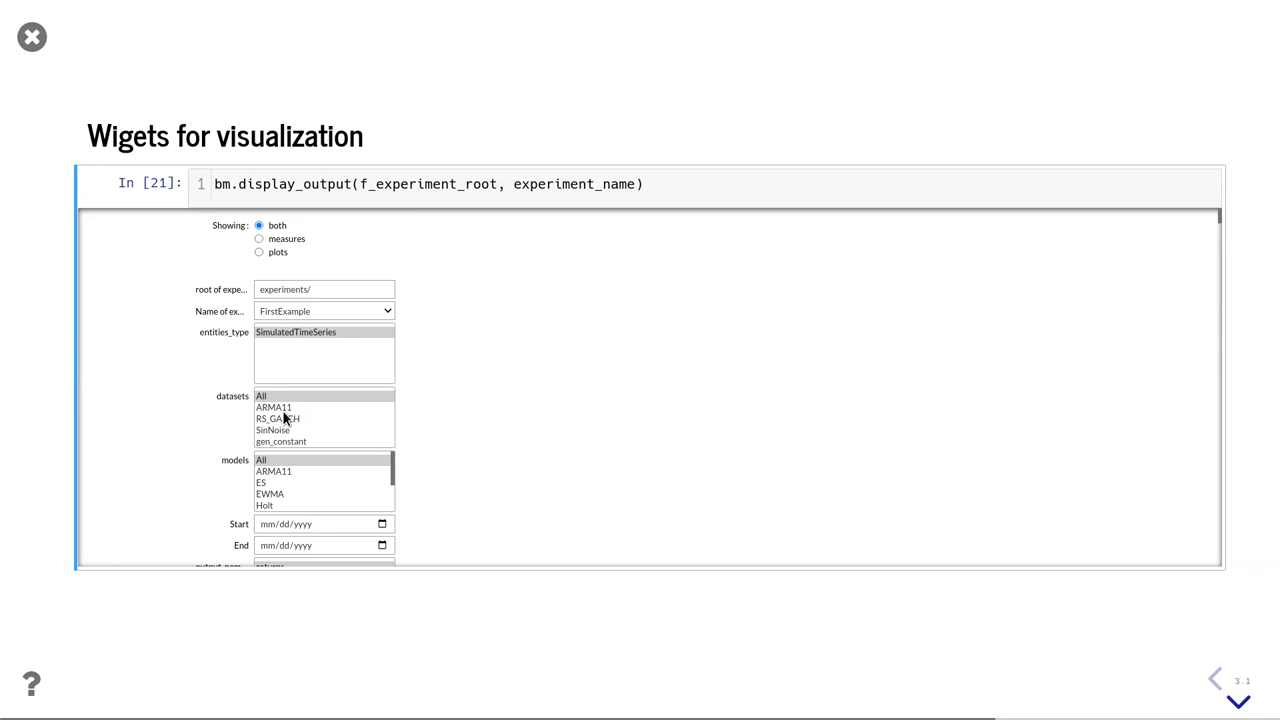 Wigets for visualization
In [21]:
1 bm.display_output(f_experiment_root, experiment_name)
Showing: both
measures
plots
root of expe... experiments/
Name of ex... FirstExample
entities_type SimulatedTimeSeries
datasets All
ARMA11
RS_GARCH
SinNoise
gen_constant
models All
ARMA11
ES
EWMA
Holt
Start mm/dd/yyyy
End mm/dd/yyyy
?
3.1